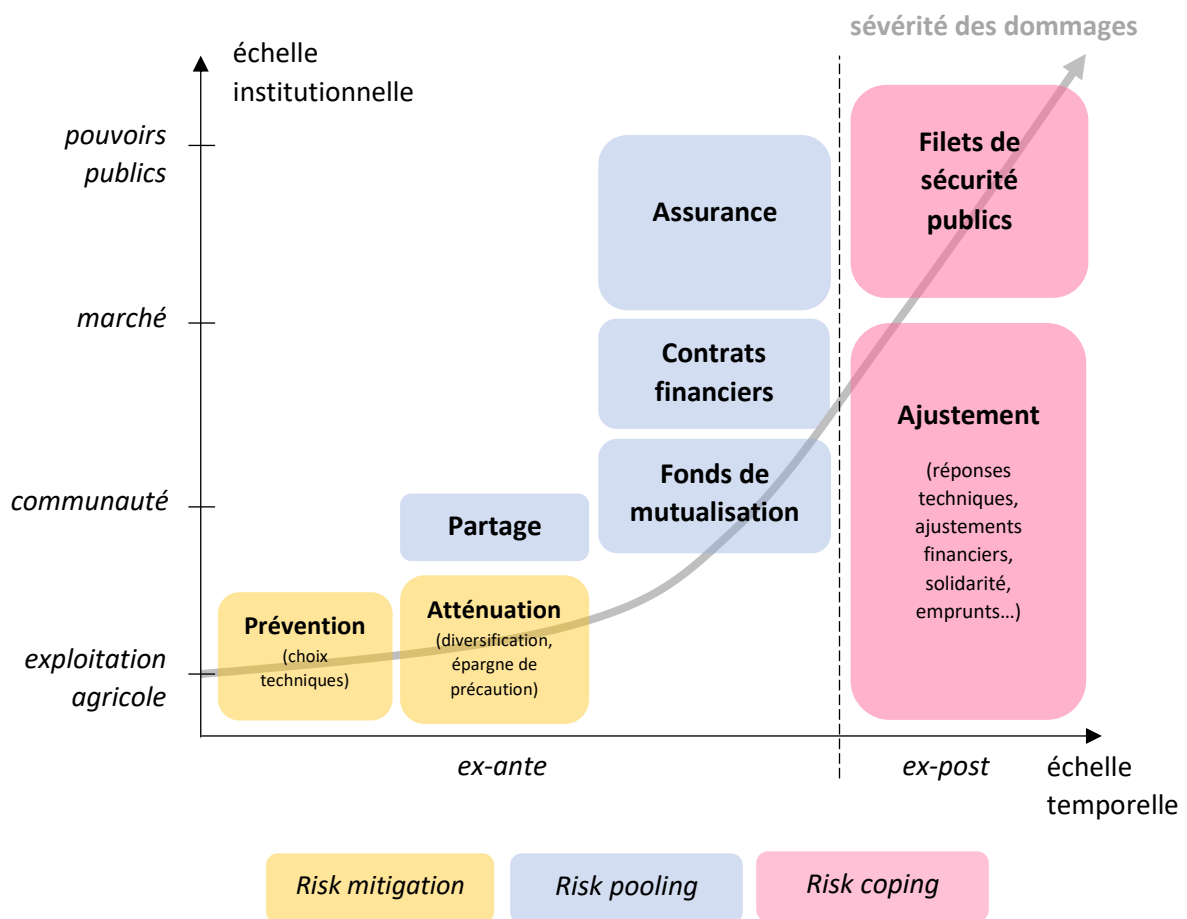 sévérité des dommages
échelle
institutionnelle
pouvoirs
publics
marché
communauté
exploitation
agricole
Filets de
sécurité
publics
Assurance
Contrats
financiers
Ajustement
(réponses
techniques,
ajustements
financiers,
solidarité,
emprunts…)
Fonds de
mutualisation
Partage
Prévention
(choix
techniques)
Atténuation
(diversification,
épargne de
précaution)
ex-ante
ex-post
échelle
temporelle
Risk mitigation
Risk pooling
Risk coping